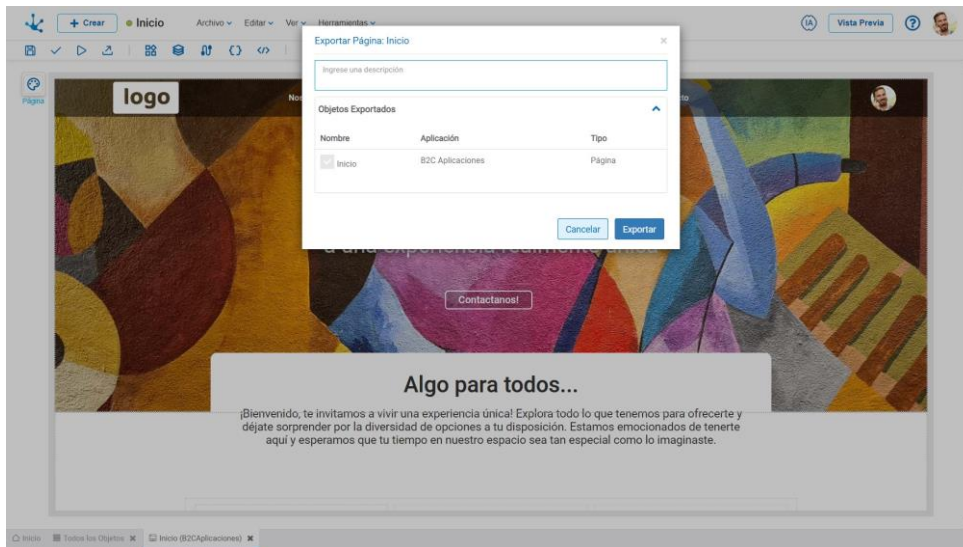 + Crear
Inicio
Archivo
Editar
Ver
Herramientas
IA
Vista Previa
?
Página
logo
Exportar Página: Inicio
×
Ingrese una descripción
Objetos Exportados
Nombre Aplicación Tipo
Inicio B2C Aplicaciones Página
Cancelar Exportar
Contactanos!
Algo para todos...
¡Bienvenido, te invitamos a vivir una experiencia única! Explora todo lo que tenemos para ofrecerte y
déjate sorprender por la diversidad de opciones a tu disposición. Estamos emocionados de tenerte
aquí y esperamos que tu tiempo en nuestro espacio sea tan especial como lo imaginaste.
Inicio
Todos los Objetos
Inicio (B2CAplicaciones)